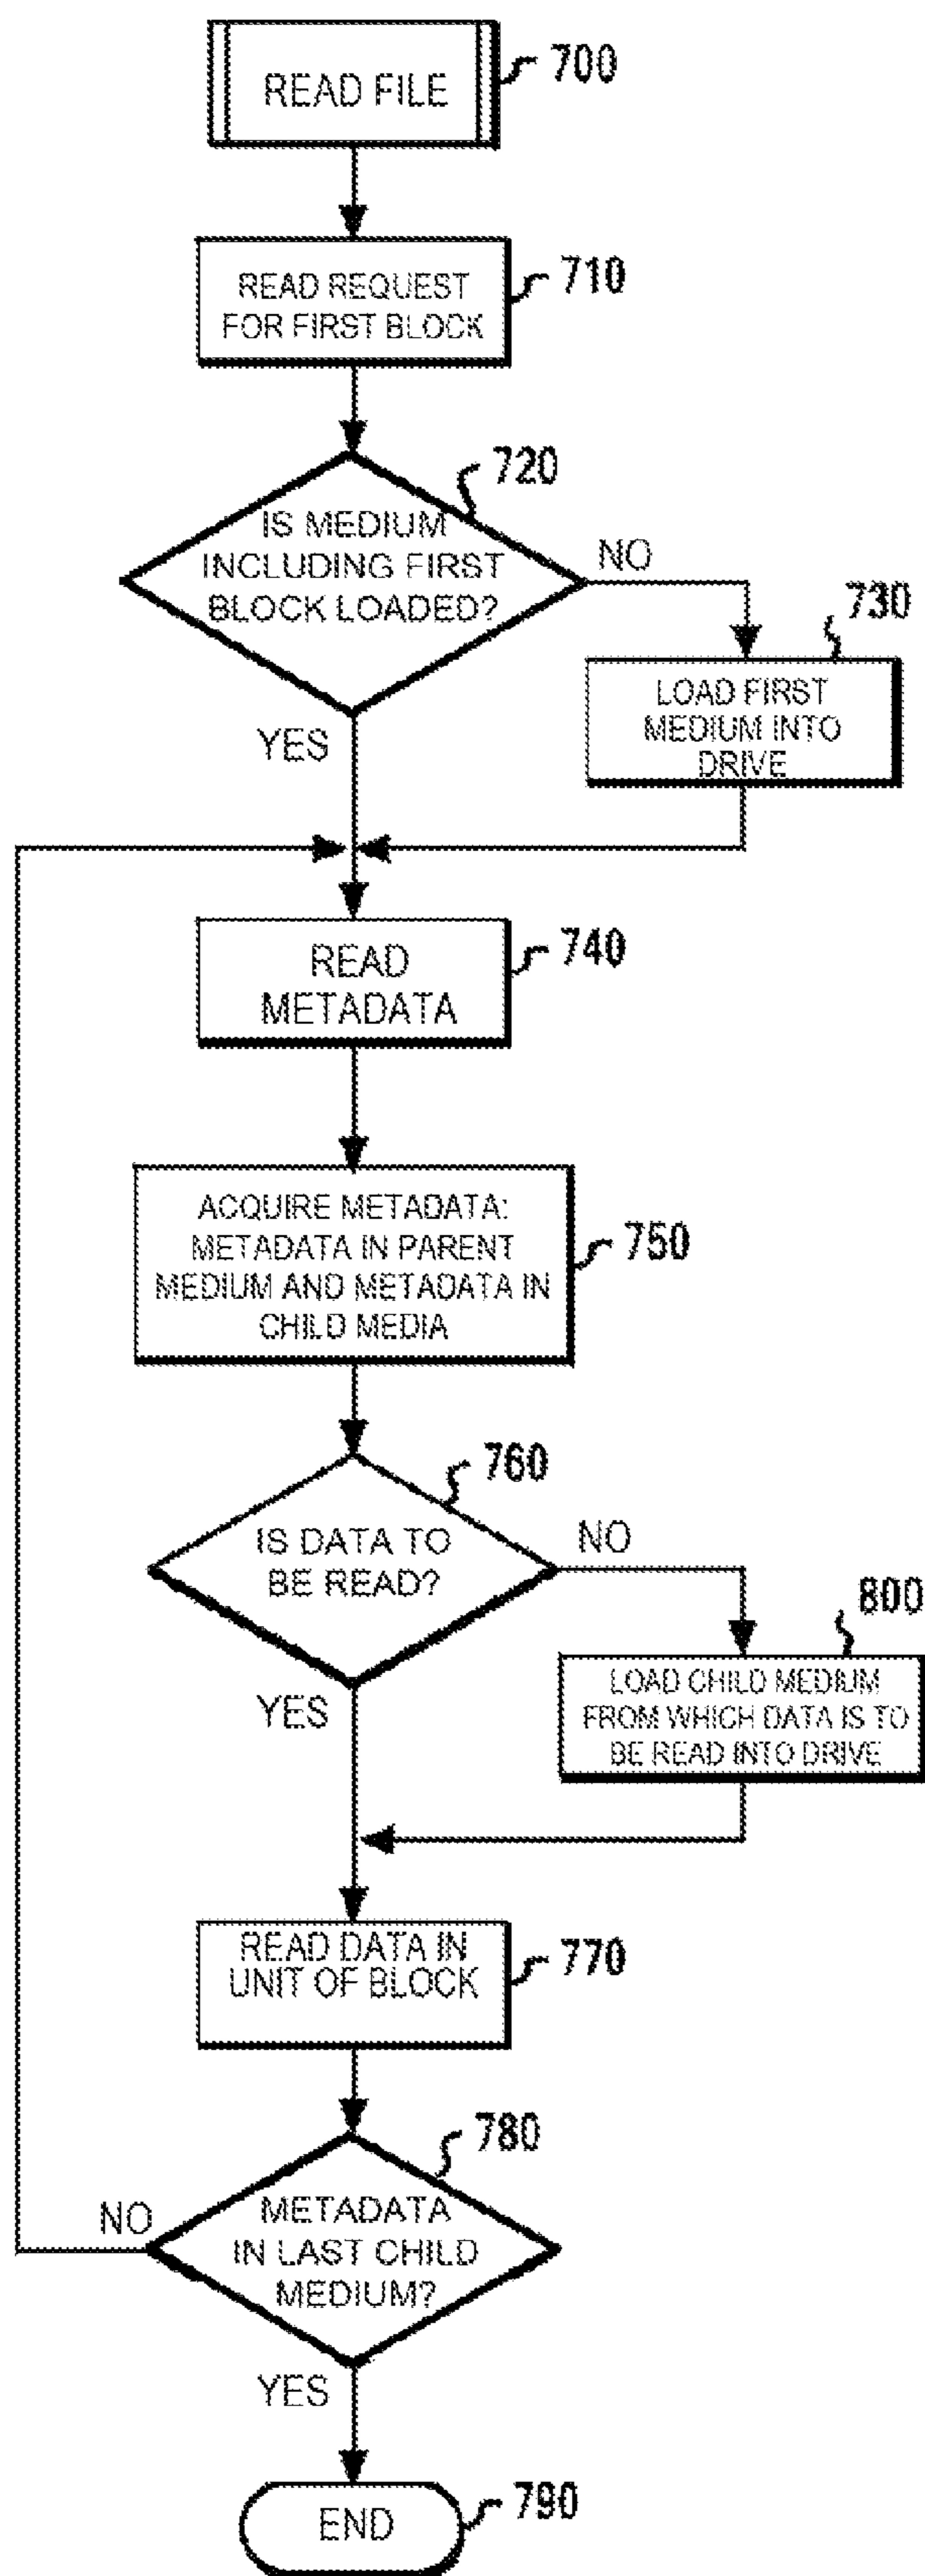 READ FILE
700
READ REQUEST
FOR FIRST BLOCK
710
720
IS MEDIUM
INCLUDING FIRST
BLOCK LOADED?
NO
730
LOAD FIRST
MEDIUM INTO
DRIVE
YES
READ
METADATA
740
ACQUIRE METADATA:
METADATA IN PARENT
MEDIUM AND METADATA IN
CHILD MEDIA
750
760
IS DATA TO
BE READ?
NO
800
LOAD CHILD MEDIUM
FROM WHICH DATA IS TO
BE READ INTO DRIVE
YES
READ DATA IN
UNIT OF BLOCK
770
780
METADATA
IN LAST CHILD
MEDIUM?
NO
YES
END
790